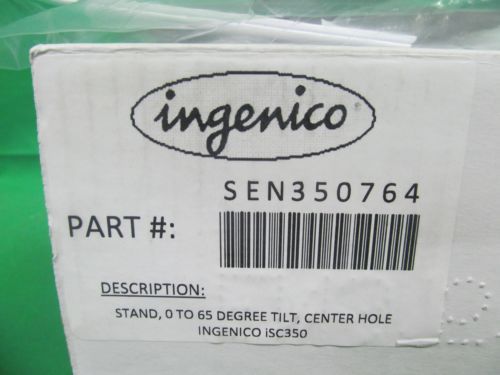 ingenico
SEN350764
PART #:
DESCRIPTION:
STAND, 0 TO 65 DEGREE TILT, CENTER HOLE
INGENICO iSC350